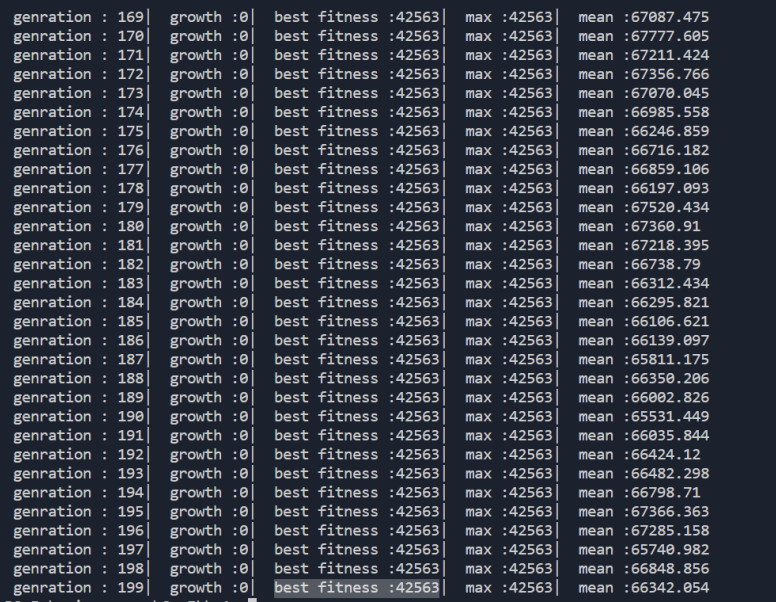 genration : 169|  growth :0|  best fitness :42563|  max :42563|  mean :67087.475
genration : 170|  growth :0|  best fitness :42563|  max :42563|  mean :67777.605
genration : 171|  growth :0|  best fitness :42563|  max :42563|  mean :67211.424
genration : 172|  growth :0|  best fitness :42563|  max :42563|  mean :67356.766
genration : 173|  growth :0|  best fitness :42563|  max :42563|  mean :67070.045
genration : 174|  growth :0|  best fitness :42563|  max :42563|  mean :66985.558
genration : 175|  growth :0|  best fitness :42563|  max :42563|  mean :66246.859
genration : 176|  growth :0|  best fitness :42563|  max :42563|  mean :66716.182
genration : 177|  growth :0|  best fitness :42563|  max :42563|  mean :66859.106
genration : 178|  growth :0|  best fitness :42563|  max :42563|  mean :66197.093
genration : 179|  growth :0|  best fitness :42563|  max :42563|  mean :67520.434
genration : 180|  growth :0|  best fitness :42563|  max :42563|  mean :67360.91
genration : 181|  growth :0|  best fitness :42563|  max :42563|  mean :67218.395
genration : 182|  growth :0|  best fitness :42563|  max :42563|  mean :66738.79
genration : 183|  growth :0|  best fitness :42563|  max :42563|  mean :66312.434
genration : 184|  growth :0|  best fitness :42563|  max :42563|  mean :66295.821
genration : 185|  growth :0|  best fitness :42563|  max :42563|  mean :66106.621
genration : 186|  growth :0|  best fitness :42563|  max :42563|  mean :66139.097
genration : 187|  growth :0|  best fitness :42563|  max :42563|  mean :65811.175
genration : 188|  growth :0|  best fitness :42563|  max :42563|  mean :66350.206
genration : 189|  growth :0|  best fitness :42563|  max :42563|  mean :66002.826
genration : 190|  growth :0|  best fitness :42563|  max :42563|  mean :65531.449
genration : 191|  growth :0|  best fitness :42563|  max :42563|  mean :66035.844
genration : 192|  growth :0|  best fitness :42563|  max :42563|  mean :66424.12
genration : 193|  growth :0|  best fitness :42563|  max :42563|  mean :66482.298
genration : 194|  growth :0|  best fitness :42563|  max :42563|  mean :66798.71
genration : 195|  growth :0|  best fitness :42563|  max :42563|  mean :67366.363
genration : 196|  growth :0|  best fitness :42563|  max :42563|  mean :67285.158
genration : 197|  growth :0|  best fitness :42563|  max :42563|  mean :65740.982
genration : 198|  growth :0|  best fitness :42563|  max :42563|  mean :66848.856
genration : 199|  growth :0|  best fitness :42563|  max :42563|  mean :66342.054